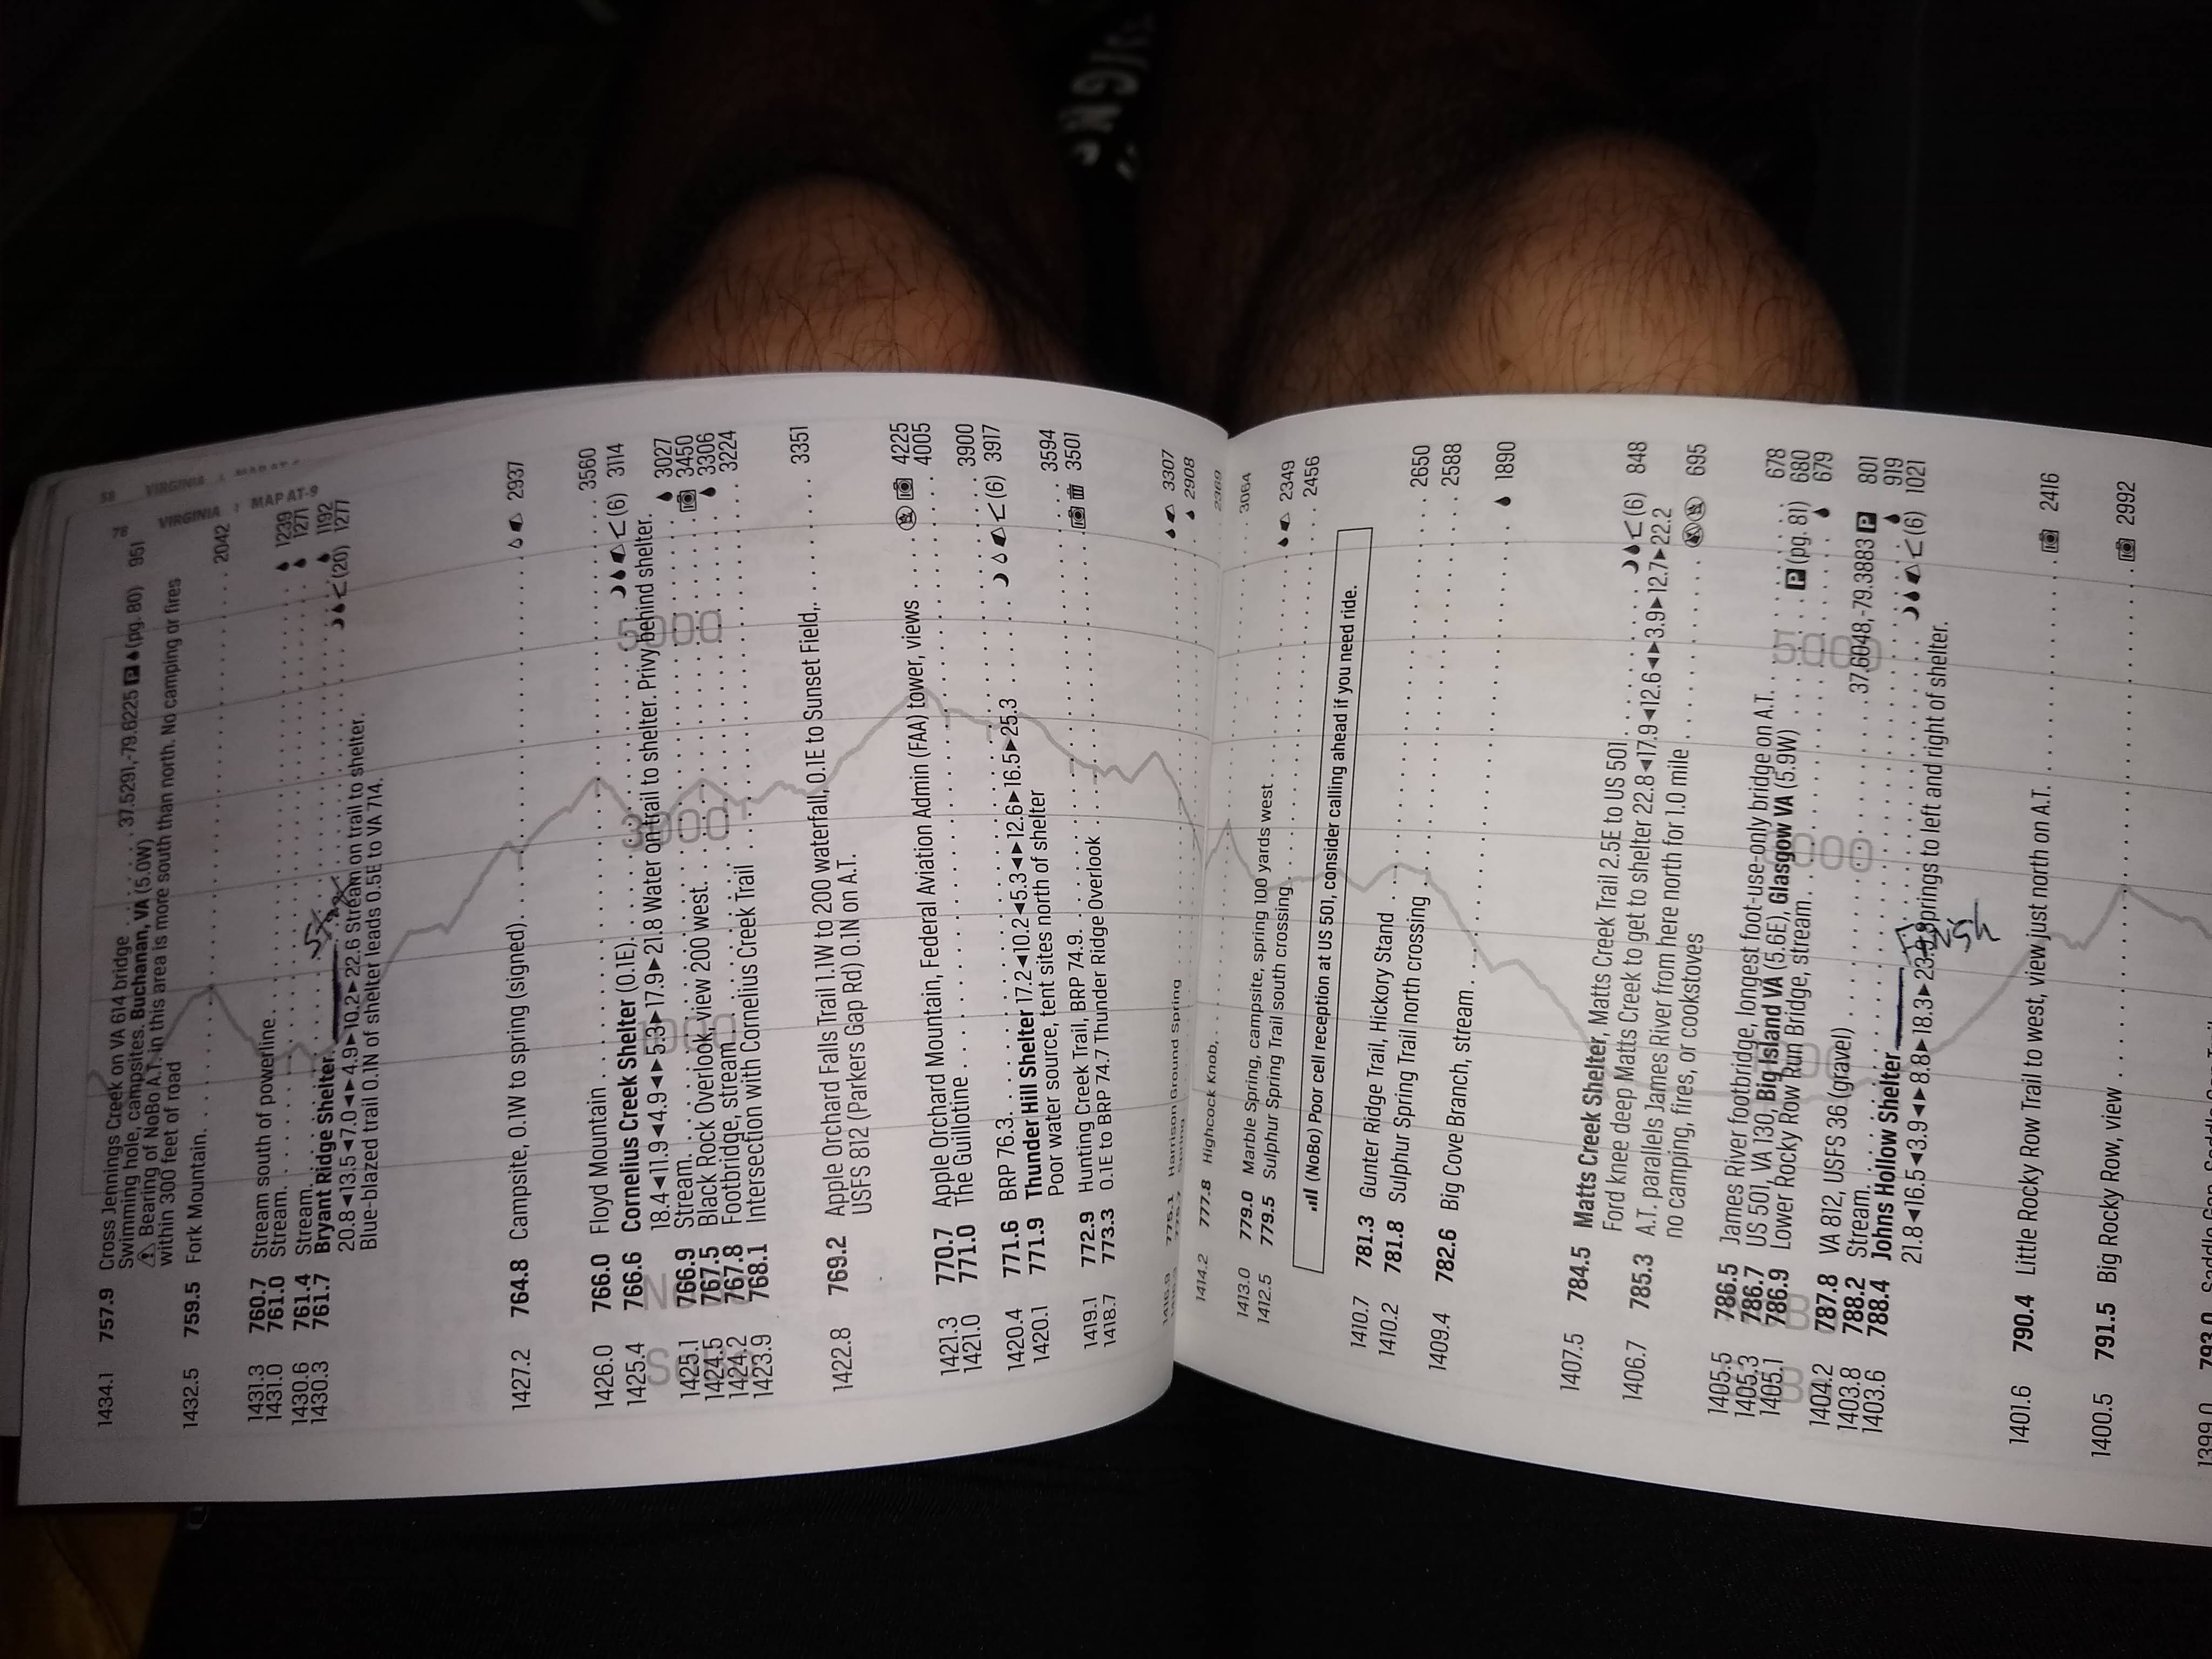 58 VIRGINIA
78 VIRGINIA MAP AT-9
1434.1 757.9 Cross Jennings Creek on VA 614 bridge . . . . 37.5291,-79.6225 P (pg. 80) 951
Swimming hole, campsites. Buchanan, VA (5.0W)
Bearing of NoBo A.T. in this area is more south than north. No camping or fires
within 300 feet of road
1432.5 759.5 Fork Mountain. . . . 2042
1431.3 760.7 Stream south of powerline. . . . 1239
1431.0 761.0 Stream. . . . 1271
1430.6 761.4 Stream. . . . 1192
1430.3 761.7 Bryant Ridge Shelter. . . . (20) 1277
20.8◄13.5◄7.0◄►4.9►10.2►22.6 Stream on trail to shelter.
Blue-blazed trail 0.1N of shelter leads 0.5E to VA 714.
1427.2 764.8 Campsite, 0.1W to spring (signed). . . . 2937
1426.0 766.0 Floyd Mountain . . . . 3560
1425.4 766.6 Cornelius Creek Shelter (0.1E). . . . (6) 3114
18.4◄11.9◄4.9◄►5.3►17.9►21.8 Water on trail to shelter. Privy behind shelter.
1425.1 766.9 Stream. . . . 3027
1424.5 767.5 Black Rock Overlook, view 200 west. . . . 3450
1424.2 767.8 Footbridge, stream . . . . 3306
1423.9 768.1 Intersection with Cornelius Creek Trail . . . . 3224
1422.8 769.2 Apple Orchard Falls Trail 1.1W to 200 waterfall, 0.1E to Sunset Field,. . . . 3351
USFS 812 (Parkers Gap Rd) 0.1N on A.T.
1421.3 770.7 Apple Orchard Mountain, Federal Aviation Admin (FAA) tower, views . . . . 4225
1421.0 771.0 The Guillotine . . . . 4005
1420.4 771.6 BRP 76.3. . . . 3900
1420.1 771.9 Thunder Hill Shelter 17.2◄10.2◄5.3◄►12.6►16.5►25.3 . . . . (6) 3917
Poor water source, tent sites north of shelter
1419.1 772.9 Hunting Creek Trail, BRP 74.9. . . . 3594
1418.7 773.3 0.1E to BRP 74.7 Thunder Ridge Overlook . . . . 3501
Harrison Ground Spring . . . . 3307
2908
5000
3000
1000
N
S
1414.2 777.8 Highcock Knob, . . . . 3064
2369
1413.0 779.0 Marble Spring, campsite, spring 100 yards west . . . . 2349
1412.5 779.5 Sulphur Spring Trail south crossing. . . . 2456
(NoBo) Poor cell reception at US 501, consider calling ahead if you need ride.
1410.7 781.3 Gunter Ridge Trail, Hickory Stand . . . . 2650
1410.2 781.8 Sulphur Spring Trail north crossing . . . . 2588
1409.4 782.6 Big Cove Branch, stream. . . . 1890
1407.5 784.5 Matts Creek Shelter, Matts Creek Trail 2.5E to US 501 . . . . (6) 848
Ford knee deep Matts Creek to get to shelter 22.8◄17.9◄12.6◄►3.9►12.7►22.2
1406.7 785.3 A.T. parallels James River from here north for 1.0 mile . . . . 695
no camping, fires, or cookstoves
1405.5 786.5 James River footbridge, longest foot-use-only bridge on A.T. . . . 678
1405.3 786.7 US 501, VA 130, Big Island VA (5.6E), Glasgow VA (5.9W) . . . . P (pg. 81) 680
1405.1 786.9 Lower Rocky Row Run Bridge, stream. . . . 679
1404.2 787.8 VA 812, USFS 36 (gravel) . . . . 37.6048,-79.3883 P 801
1403.8 788.2 Stream. . . . 919
1403.6 788.4 Johns Hollow Shelter . . . . (6) 1021
21.8◄16.5◄3.9◄►8.8►18.3► Springs to left and right of shelter.
1401.6 790.4 Little Rocky Row Trail to west, view just north on A.T. . . . 2416
1400.5 791.5 Big Rocky Row, view . . . . 2992
1399.0 793.0
5000